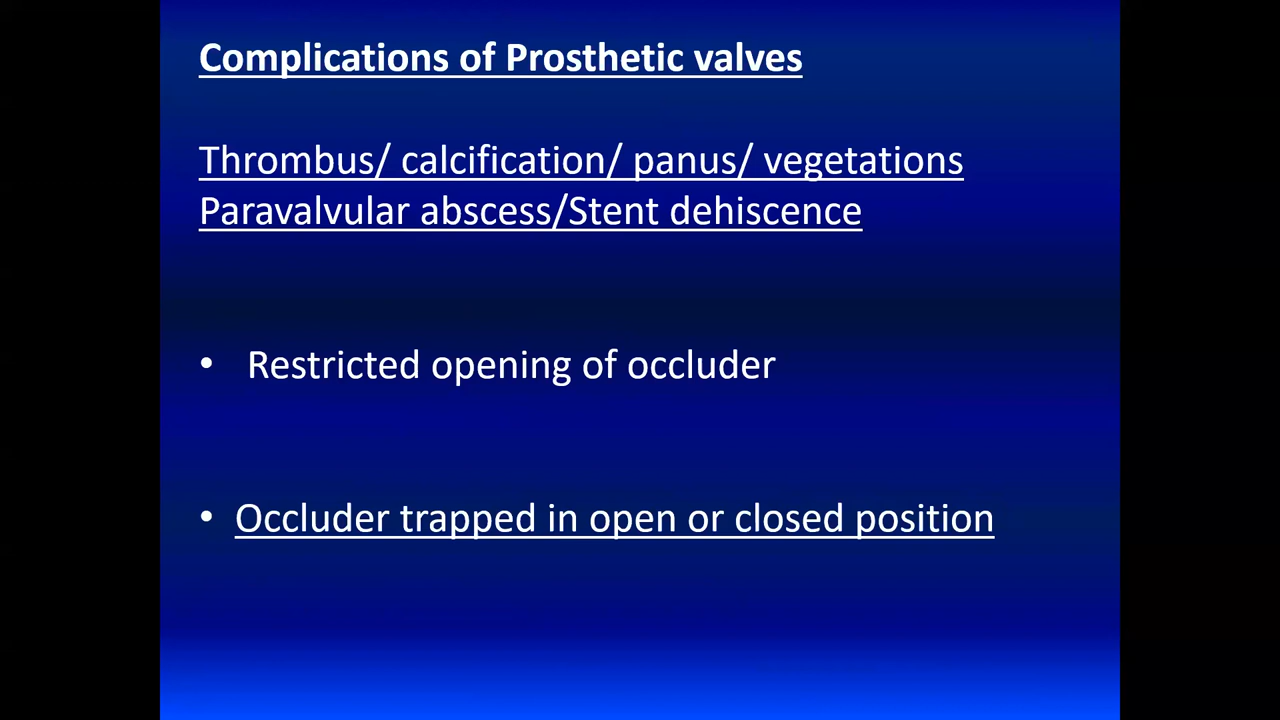 Complications of Prosthetic valves
Thrombus/ calcification/ panus/ vegetations
Paravalvular abscess/Stent dehiscence
• Restricted opening of occluder
• Occluder trapped in open or closed position